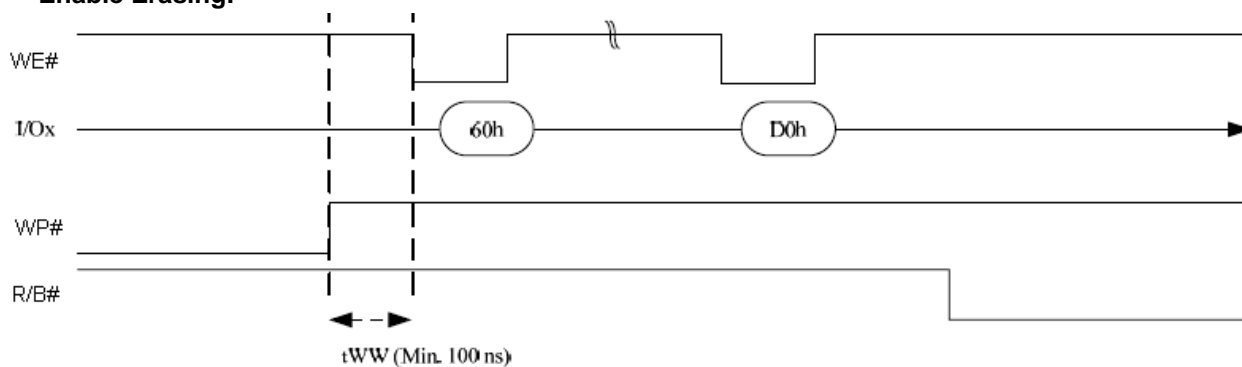 Enable Erasing:
WE#
I/Ox
60h
D0h
WP#
R/B#
tWW (Min. 100 ns)